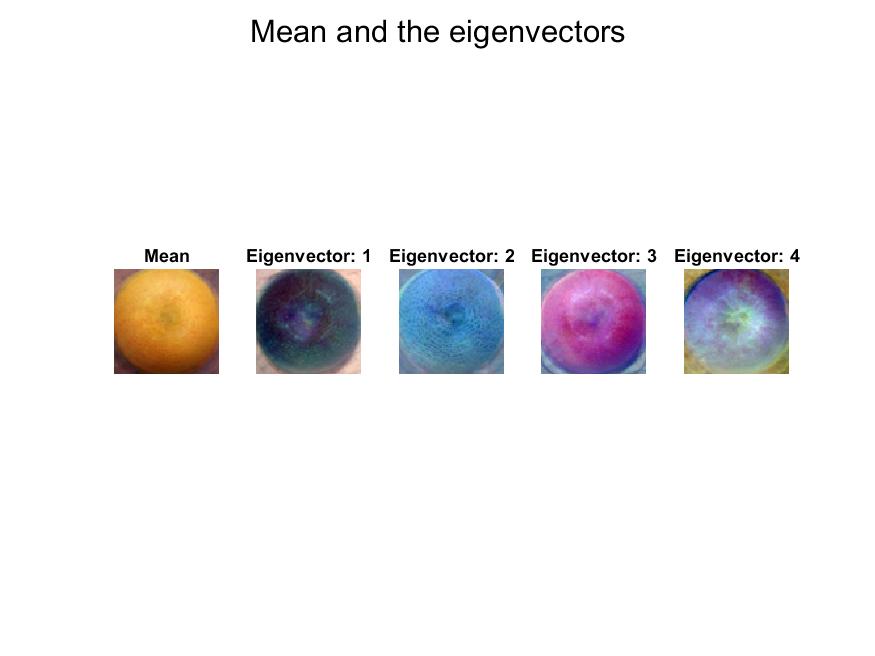 Mean and the eigenvectors
Mean
Eigenvector: 1
Eigenvector: 2
Eigenvector: 3
Eigenvector: 4